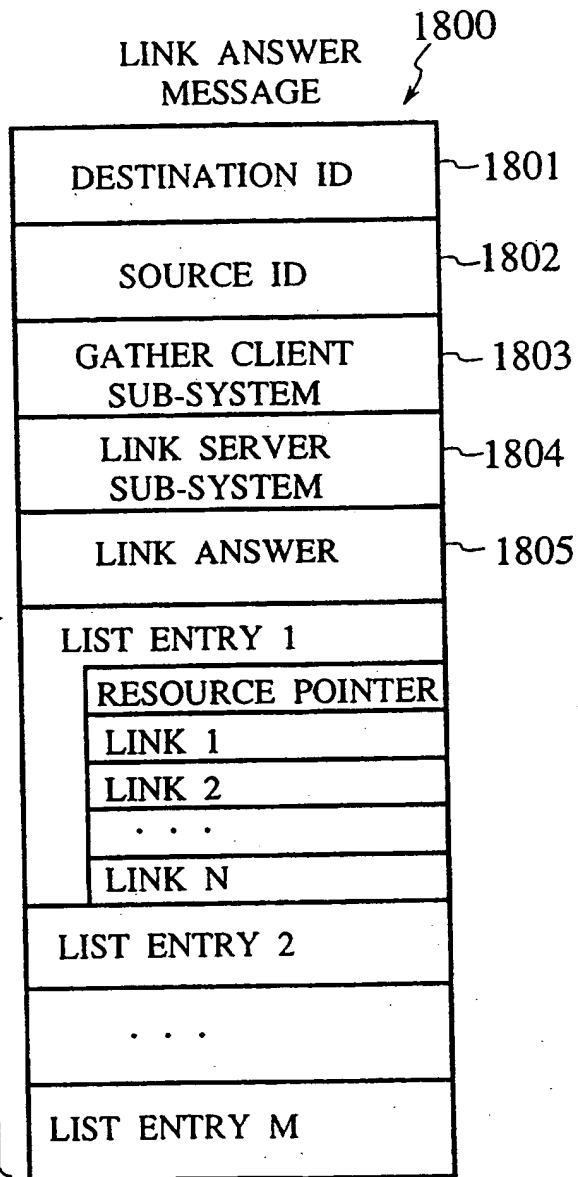 LINK ANSWER
MESSAGE
1800
DESTINATION ID
1801
SOURCE ID
1802
GATHER CLIENT
SUB-SYSTEM
1803
LINK SERVER
SUB-SYSTEM
1804
LINK ANSWER
1805
LIST ENTRY 1
RESOURCE POINTER
LINK 1
LINK 2
. . .
LINK N
LIST ENTRY 2
. . .
LIST ENTRY M